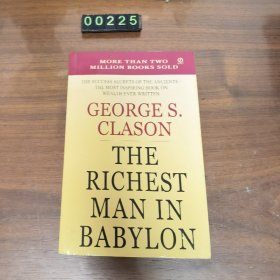 00225
MORE THAN TWO
MILLION BOOKS SOLD
THE SUCCESS SECRETS OF THE ANCIENTS—
THE MOST INSPIRING BOOK ON
WEALTH EVER WRITTEN
GEORGE S.
CLASON
THE
RICHEST
MAN IN
BABYLON